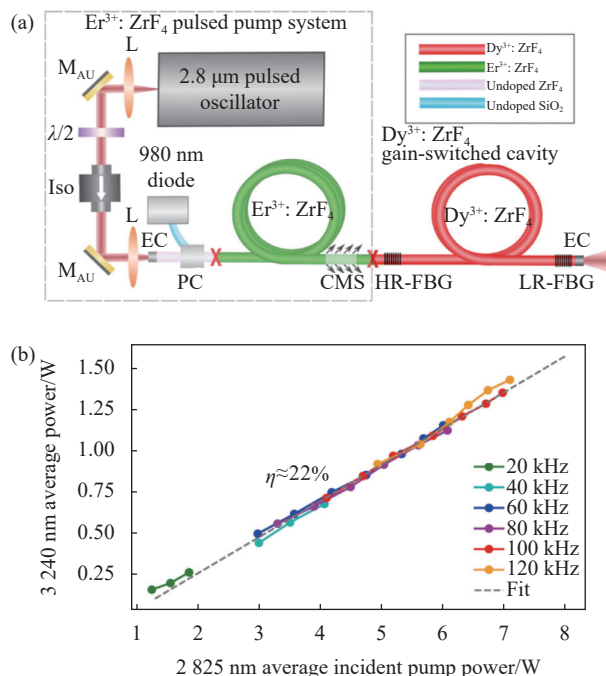 (a)
Er³⁺: ZrF₄ pulsed pump system
L
M_AU
2.8 μm pulsed
oscillator
λ/2
980 nm
diode
Iso
L
EC
M_AU
PC
Er³⁺: ZrF₄
CMS
Dy³⁺: ZrF₄
Er³⁺: ZrF₄
Undoped ZrF₄
Undoped SiO₂
Dy³⁺: ZrF₄
gain-switched cavity
Dy³⁺: ZrF₄
EC
HR-FBG
LR-FBG
(b)
3 240 nm average power/W
1.50
1.25
1.00
0.75
0.50
0.25
η≈22%
20 kHz
40 kHz
60 kHz
80 kHz
100 kHz
120 kHz
Fit
1 2 3 4 5 6 7 8
2 825 nm average incident pump power/W